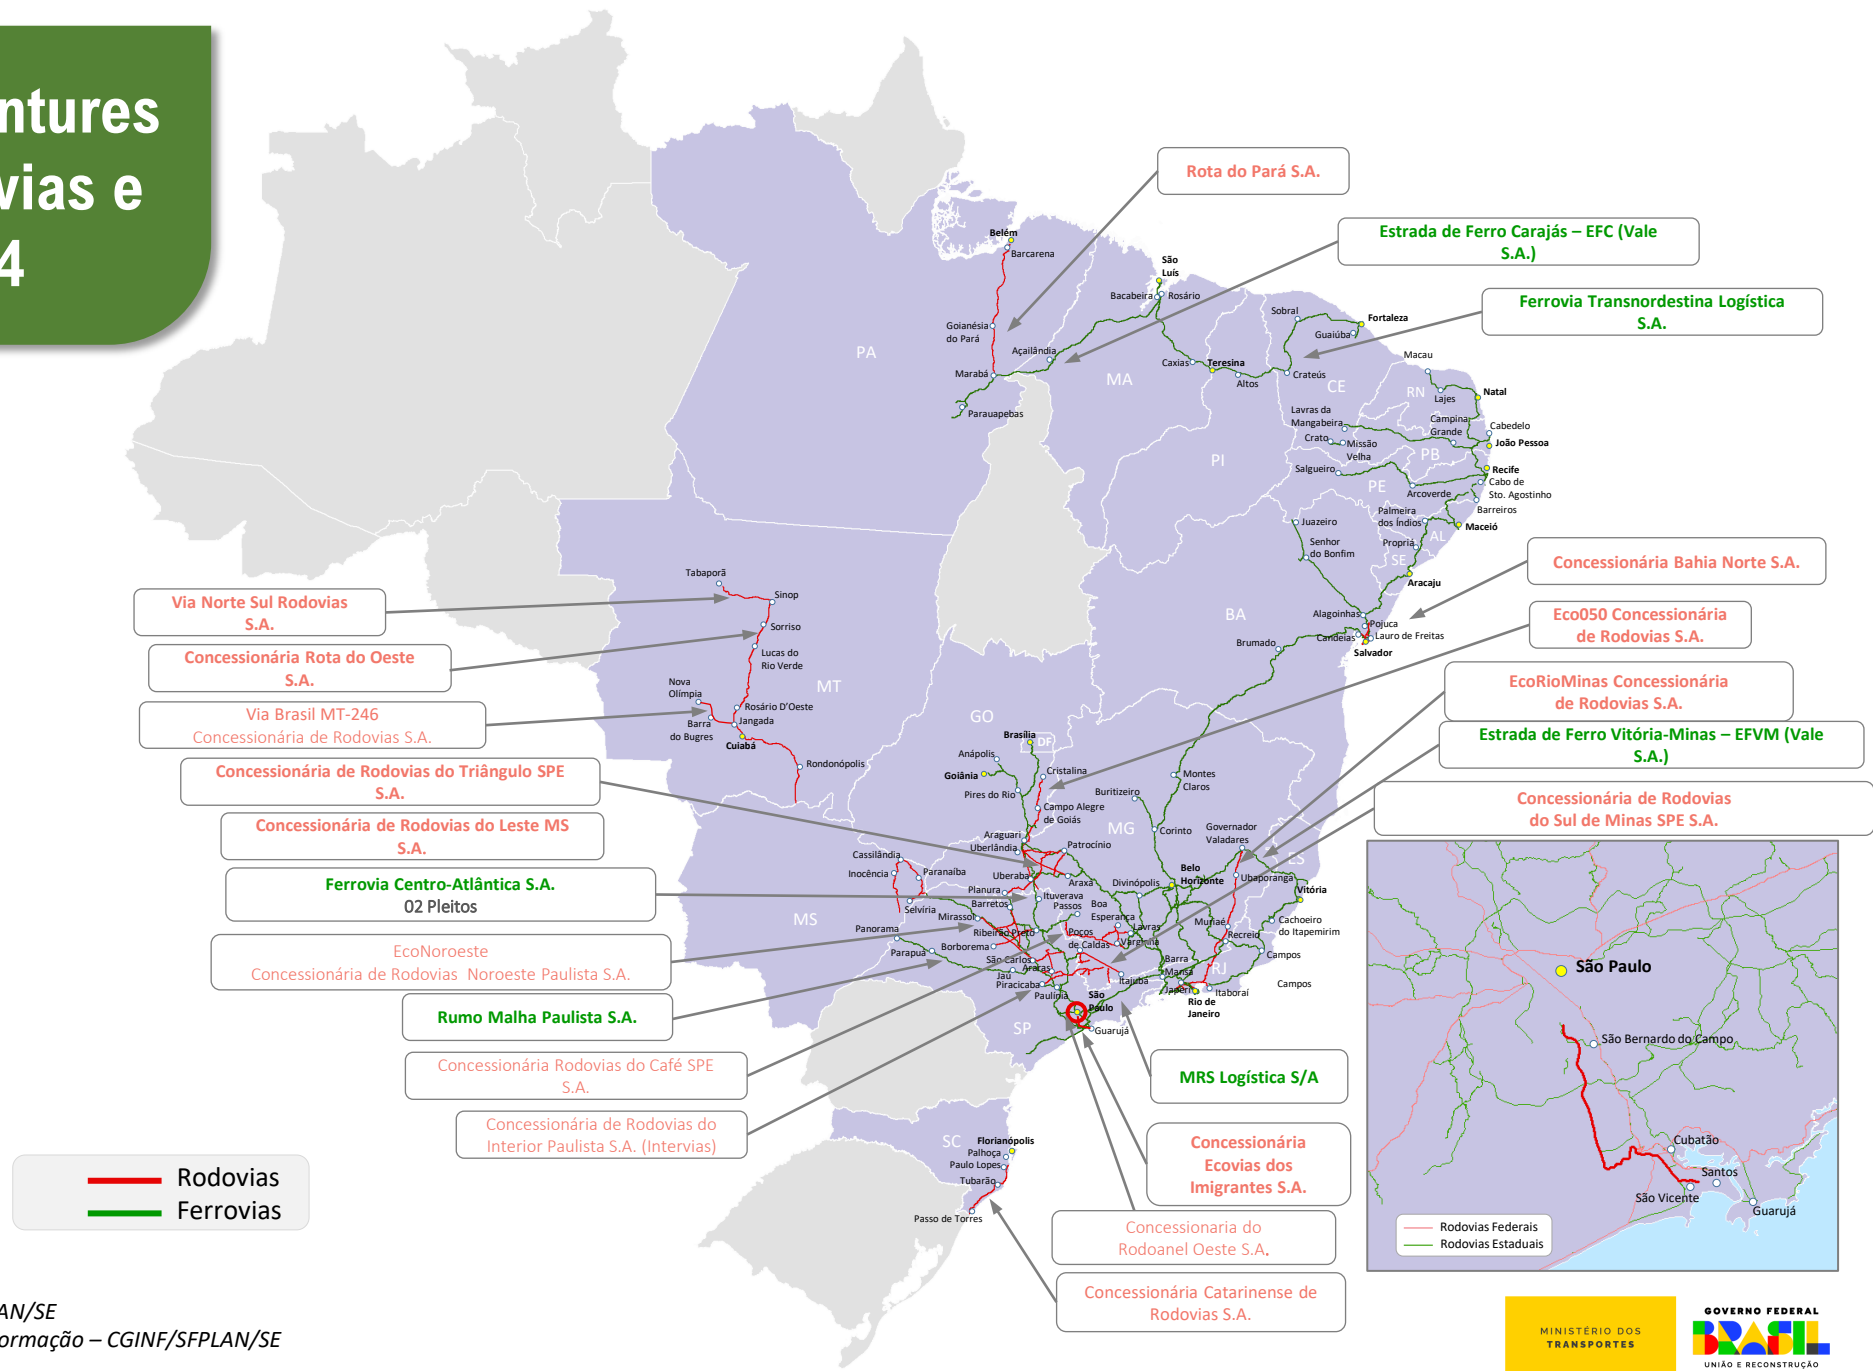 ntures
vias e
4
Rota do Pará S.A.
Estrada de Ferro Carajás – EFC (Vale
S.A.)
Ferrovia Transnordestina Logística
S.A.
Concessionária Bahia Norte S.A.
Eco050 Concessionária
de Rodovias S.A.
EcoRioMinas Concessionária
de Rodovias S.A.
Estrada de Ferro Vitória-Minas – EFVM (Vale
S.A.)
Concessionária de Rodovias
do Sul de Minas SPE S.A.
Via Norte Sul Rodovias
S.A.
Concessionária Rota do Oeste
S.A.
Via Brasil MT-246
Concessionária de Rodovias S.A.
Concessionária de Rodovias do Triângulo SPE
S.A.
Concessionária de Rodovias do Leste MS
S.A.
Ferrovia Centro-Atlântica S.A.
02 Pleitos
EcoNoroeste
Concessionária de Rodovias Noroeste Paulista S.A.
Rumo Malha Paulista S.A.
Concessionária Rodovias do Café SPE
S.A.
Concessionária de Rodovias do
Interior Paulista S.A. (Intervias)
MRS Logística S/A
Concessionária
Ecovias dos
Imigrantes S.A.
Concessionaria do
Rodoanel Oeste S.A.
Concessionária Catarinense de
Rodovias S.A.
Belém
Barcarena
Goianésia
do Pará
Marabá
Parauapebas
Açailândia
São
Luís
Bacabeira
Rosário
Caxias
Teresina
Altos
Sobral
Fortaleza
Guaiúba
Crateús
Macau
Lajes
Natal
Lavras da
Mangabeira
Campina
Grande
Cabedelo
João Pessoa
Crato
Missão
Velha
Salgueiro
Recife
Cabo de
Sto. Agostinho
Arcoverde
Barreiros
Palmeira
dos Índios
Maceió
Juazeiro
Senhor
do Bonfim
Propriá
Aracaju
Alagoinhas
Pojuca
Candeias
Lauro de Freitas
Salvador
Brumado
PA
MA
PI
CE
RN
PB
PE
AL
SE
BA
MT
GO
DF
MG
ES
MS
SP
RJ
SC
Tabaporã
Sinop
Sorriso
Lucas do
Rio Verde
Nova
Olímpia
Rosário D’Oeste
Barra
do Bugres
Jangada
Cuiabá
Rondonópolis
Brasília
Anápolis
Goiânia
Cristalina
Pires do Rio
Campo Alegre
de Goiás
Montes
Claros
Buritizeiro
Corinto
Governador
Valadares
Araguari
Uberlândia
Patrocínio
Cassilândia
Inocência
Paranaíba
Uberaba
Araxá
Divinópolis
Belo
Horizonte
Ubaporanga
Vitória
Selvíria
Planura
Barretos
Ituverava
Passos
Boa
Esperança
Mirassol
Lavras
Muriaé
Cachoeiro
do Itapemirim
Panorama
Ribeirão Preto
Poços
de Caldas
Varginha
Recreio
Parapuã
Borborema
São Carlos
Araras
Jaú
Piracicaba
Itajubá
Barra
Mansa
Campos
Paulínia
São
Paulo
Japeri
Itaboraí
Campos
Rio de
Janeiro
Guarujá
Florianópolis
Palhoça
Paulo Lopes
Tubarão
Passo de Torres
São Paulo
São Bernardo do Campo
Cubatão
Santos
São Vicente
Guarujá
Rodovias Federais
Rodovias Estaduais
Rodovias
Ferrovias
AN/SE
ormação – CGINF/SFPLAN/SE
MINISTÉRIO DOS
TRANSPORTES
GOVERNO FEDERAL
BRASIL
UNIÃO E RECONSTRUÇÃO